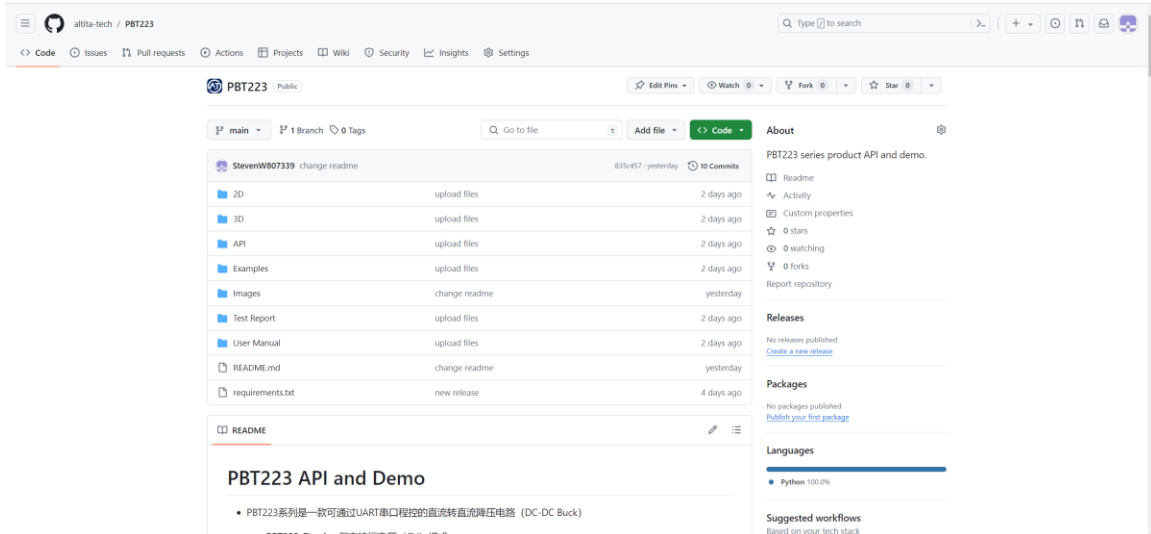 altita-tech / PBT223
Type / to search
Code Issues Pull requests Actions Projects Wiki Security Insights Settings
PBT223 Public
Edit Pins Watch 0 Fork 0 Star 0
main 1 Branch 0 Tags Go to file t Add file Code
StevenW807339 change readme 835c457 · yesterday 10 Commits
2D upload files 2 days ago
3D upload files 2 days ago
API upload files 2 days ago
Examples upload files 2 days ago
Images change readme yesterday
Test Report upload files 2 days ago
User Manual upload files 2 days ago
README.md change readme yesterday
requirements.txt new release 4 days ago
README
PBT223 API and Demo
PBT223系列是一款可通过UART串口程控的直流转直流降压电路（DC-DC Buck）
About
PBT223 series product API and demo.
Readme
Activity
Custom properties
0 stars
0 watching
0 forks
Report repository
Releases
No releases published
Create a new release
Packages
No packages published
Publish your first package
Languages
Python 100.0%
Suggested workflows
Based on your tech stack